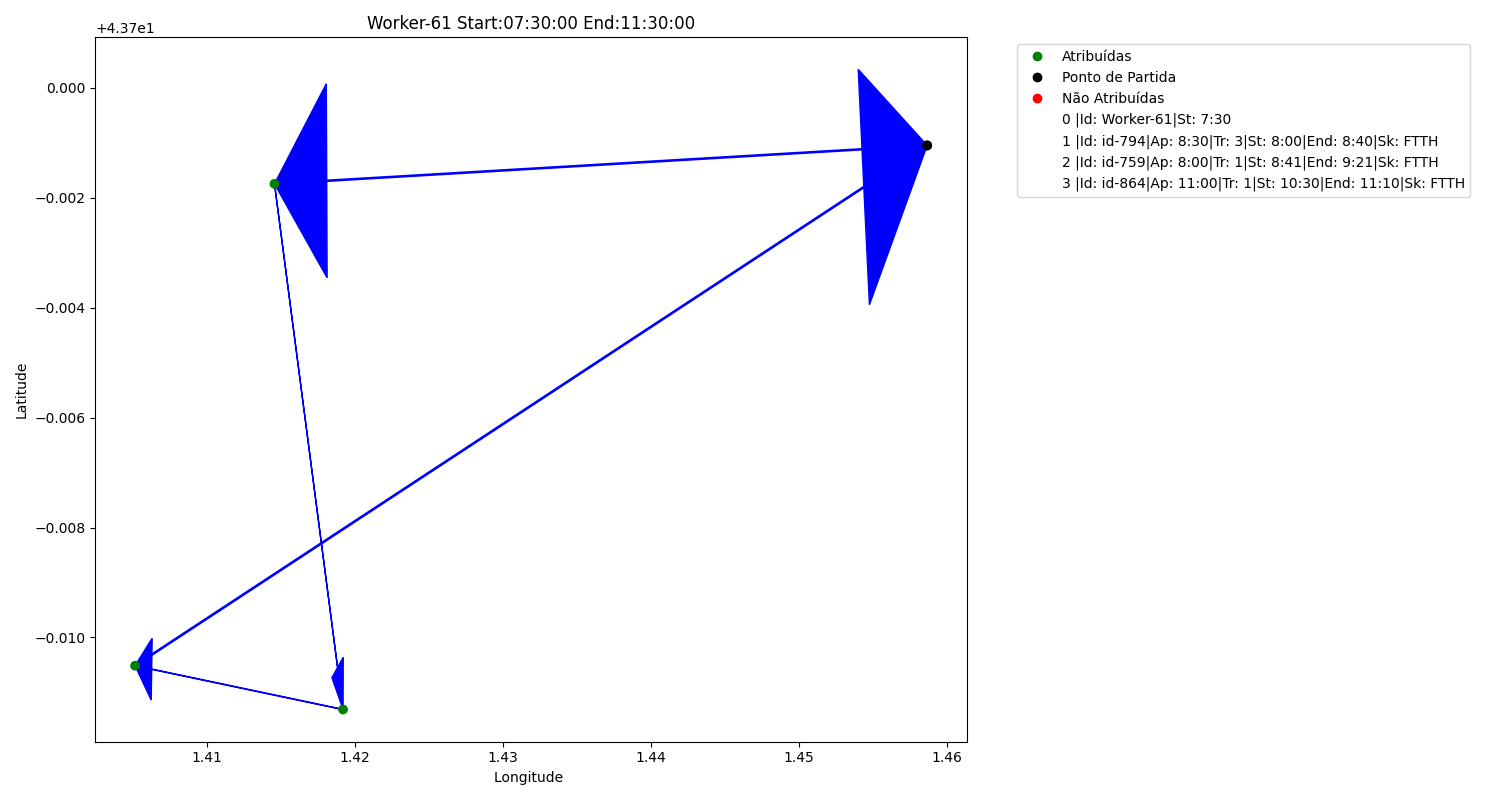 Worker-61 Start:07:30:00 End:11:30:00
+4.37e1
0.000
−0.002
−0.004
−0.006
−0.008
−0.010
Latitude
1.41 1.42 1.43 1.44 1.45 1.46
Longitude
Atribuídas
Ponto de Partida
Não Atribuídas
0 |Id: Worker-61|St: 7:30
1 |Id: id-794|Ap: 8:30|Tr: 3|St: 8:00|End: 8:40|Sk: FTTH
2 |Id: id-759|Ap: 8:00|Tr: 1|St: 8:41|End: 9:21|Sk: FTTH
3 |Id: id-864|Ap: 11:00|Tr: 1|St: 10:30|End: 11:10|Sk: FTTH